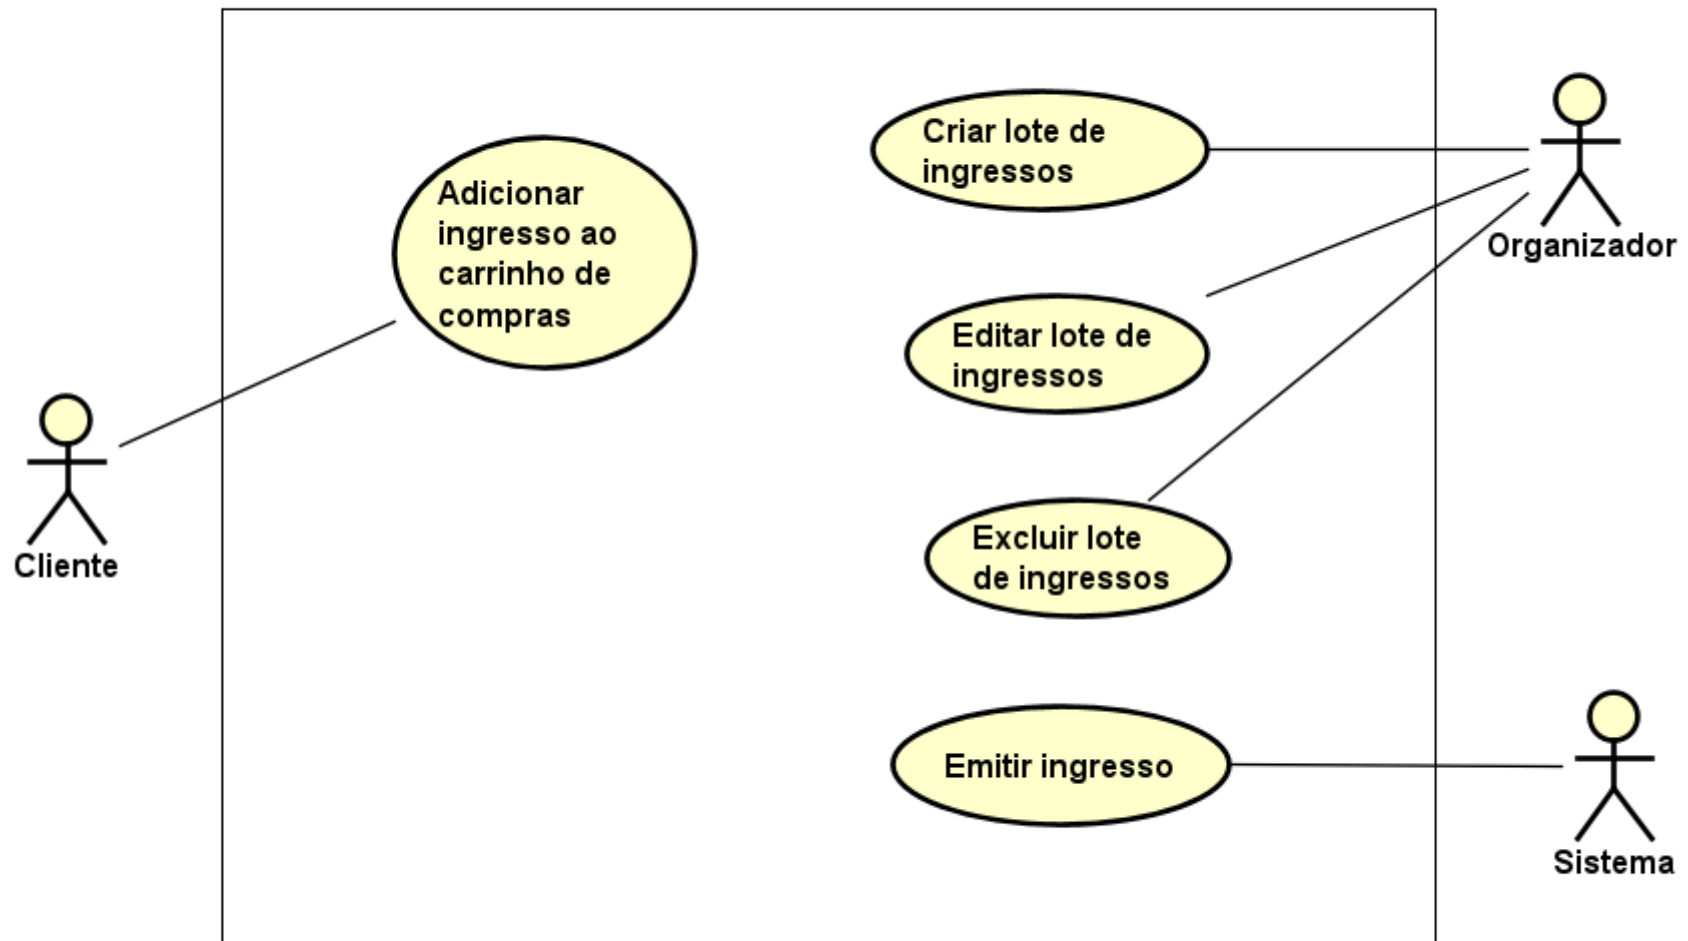 Criar lote de
ingressos
Organizador
Adicionar
ingresso ao
carrinho de
compras
Editar lote de
ingressos
Cliente
Excluir lote
de ingressos
Emitir ingresso
Sistema